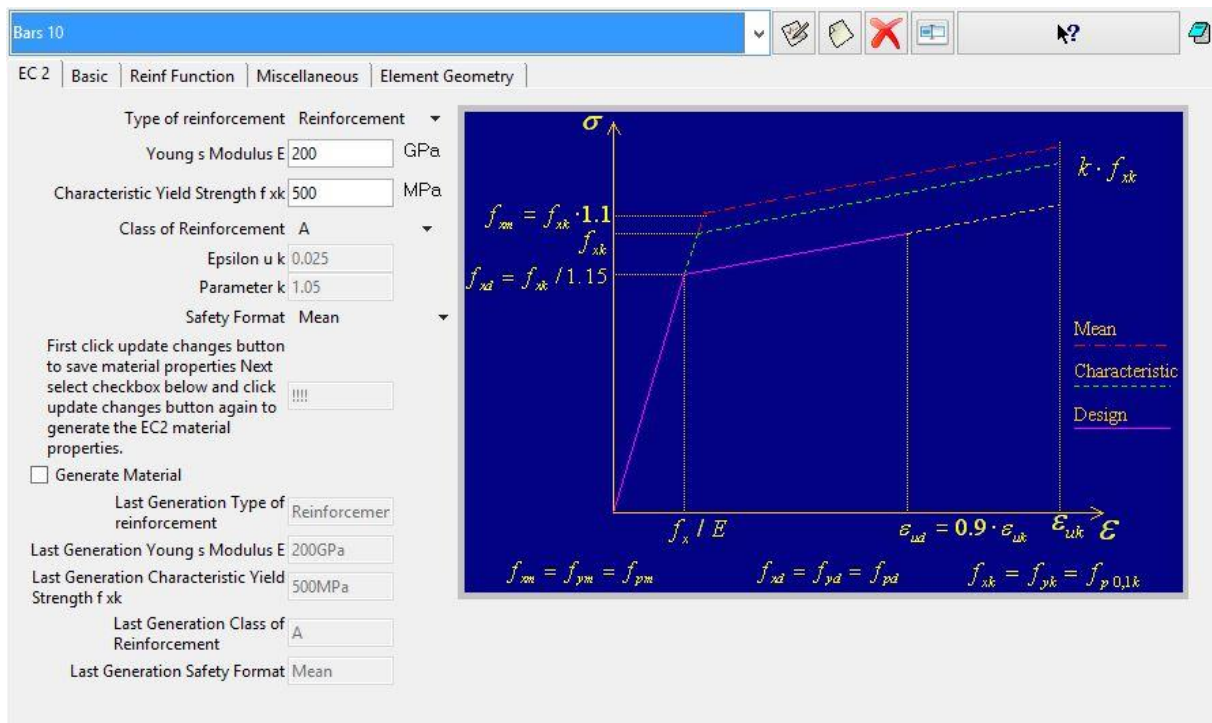 Bars 10
EC 2 Basic Reinf Function Miscellaneous Element Geometry
Type of reinforcement Reinforcement
Young s Modulus E 200 GPa
Characteristic Yield Strength f xk 500 MPa
Class of Reinforcement A
Epsilon u k 0.025
Parameter k 1.05
Safety Format Mean
First click update changes button
to save material properties Next
select checkbox below and click
update changes button again to
generate the EC2 material
properties.
!!!!
Generate Material
Last Generation Type of
reinforcement
Reinforcemer
Last Generation Young s Modulus E 200GPa
Last Generation Characteristic Yield
Strength f xk
500MPa
Last Generation Class of
Reinforcement
A
Last Generation Safety Format Mean
σ
k · f_xk
f_xm = f_xk ·1.1
f_xk
f_xd = f_xk / 1.15
Mean
Characteristic
Design
f_x / E
ε_ud = 0.9 · ε_uk
ε_uk
ε
f_xm = f_ym = f_pm
f_xd = f_yd = f_pd
f_xk = f_yk = f_p 0,1k